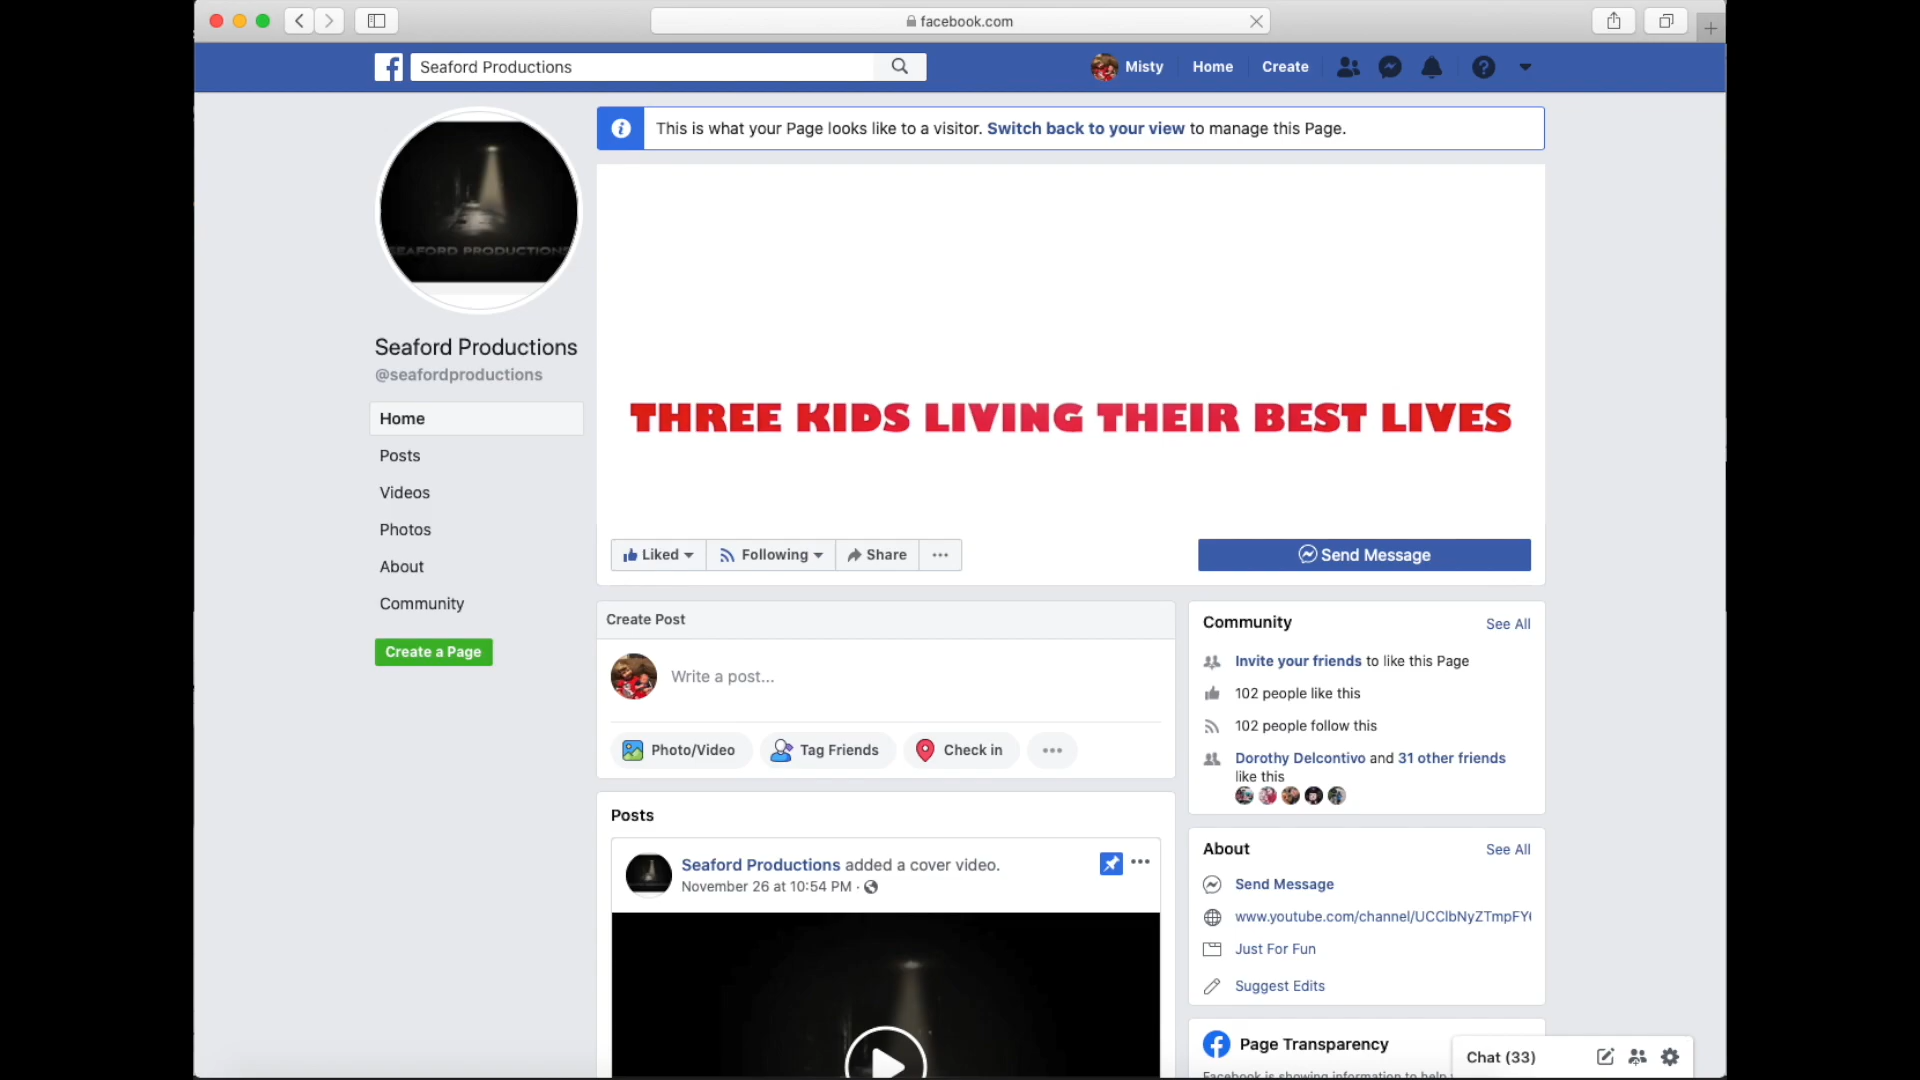 facebook.com
Seaford Productions
Misty
Home
Create
This is what your Page looks like to a visitor. Switch back to your view to manage this Page.
SEAFORD PRODUCTIONS
Seaford Productions
@seafordproductions
Home
Posts
Videos
Photos
About
Community
Create a Page
THREE KIDS LIVING THEIR BEST LIVES
Liked
Following
Share
Send Message
Create Post
Write a post...
Photo/Video
Tag Friends
Check in
Posts
Seaford Productions added a cover video.
November 26 at 10:54 PM
Community
See All
Invite your friends to like this Page
102 people like this
102 people follow this
Dorothy Delcontivo and 31 other friends
like this
About
See All
Send Message
www.youtube.com/channel/UCClbNyZTmpFY
Just For Fun
Suggest Edits
Page Transparency
Facebook is showing information to help
Chat (33)